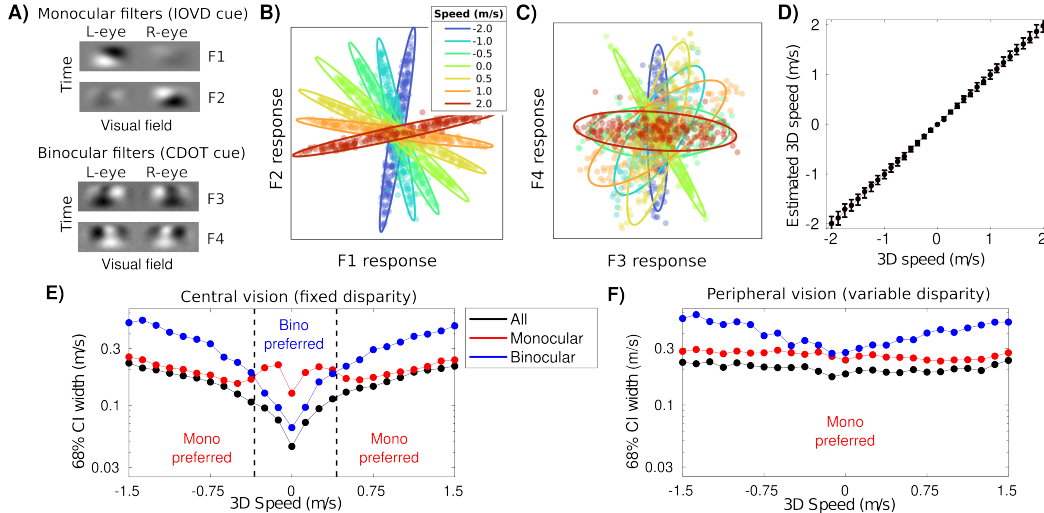 A)
Monocular filters (IOVD cue)
L-eye R-eye
Time
F1
F2
Visual field
Binocular filters (CDOT cue)
L-eye R-eye
Time
F3
F4
Visual field
B)
F2 response
F1 response
Speed (m/s)
-2.0
-1.0
-0.5
0.0
0.5
1.0
2.0
C)
F4 response
F3 response
D)
Estimated 3D speed (m/s)
2
1
0
-1
-2
-2 -1 0 1 2
3D speed (m/s)
E)
Central vision (fixed disparity)
68% CI width (m/s)
0.3
0.1
0.03
Bino
preferred
Mono
preferred
Mono
preferred
-1.5 -0.75 0 0.75 1.5
3D Speed (m/s)
All
Monocular
Binocular
F)
Peripheral vision (variable disparity)
68% CI width (m/s)
0.3
0.1
0.03
Mono
preferred
-1.5 -0.75 0 0.75 1.5
3D Speed (m/s)